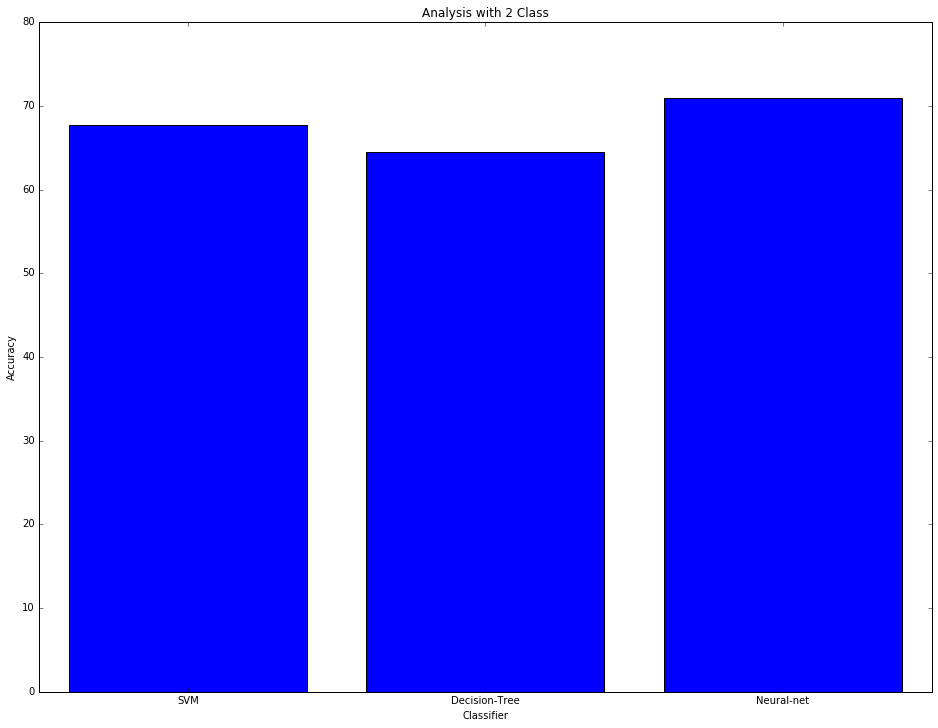 Analysis with 2 Class
80
70
60
50
40
30
20
10
0
Accuracy
SVM Decision-Tree Neural-net
Classifier